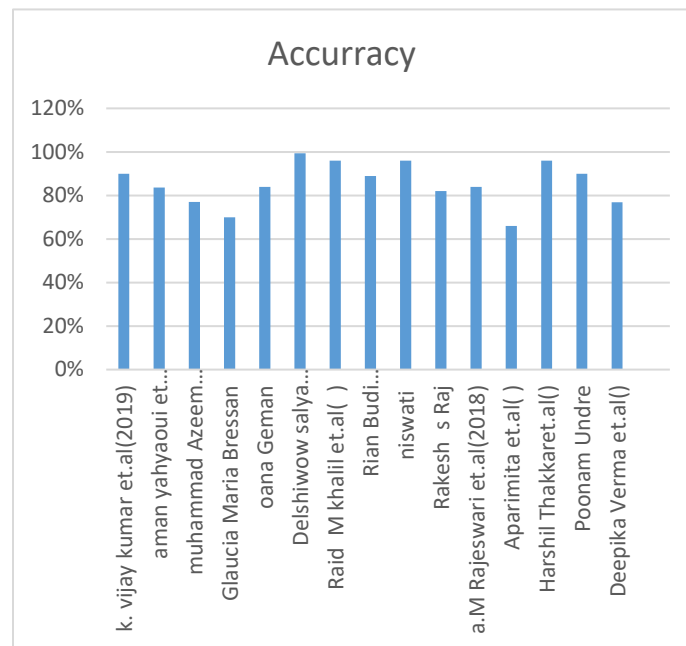 Accurracy
120%
100%
80%
60%
40%
20%
0%
k. vijay kumar et.al(2019)
aman yahyaoui et…
muhammad Azeem…
Glaucia Maria Bressan
oana Geman
Delshiwow salya…
Raid M khalil et.al( )
Rian Budi…
niswati
Rakesh s Raj
a.M Rajeswari et.al(2018)
Aparimita et.al( )
Harshil Thakkaret.al()
Poonam Undre
Deepika Verma et.al()